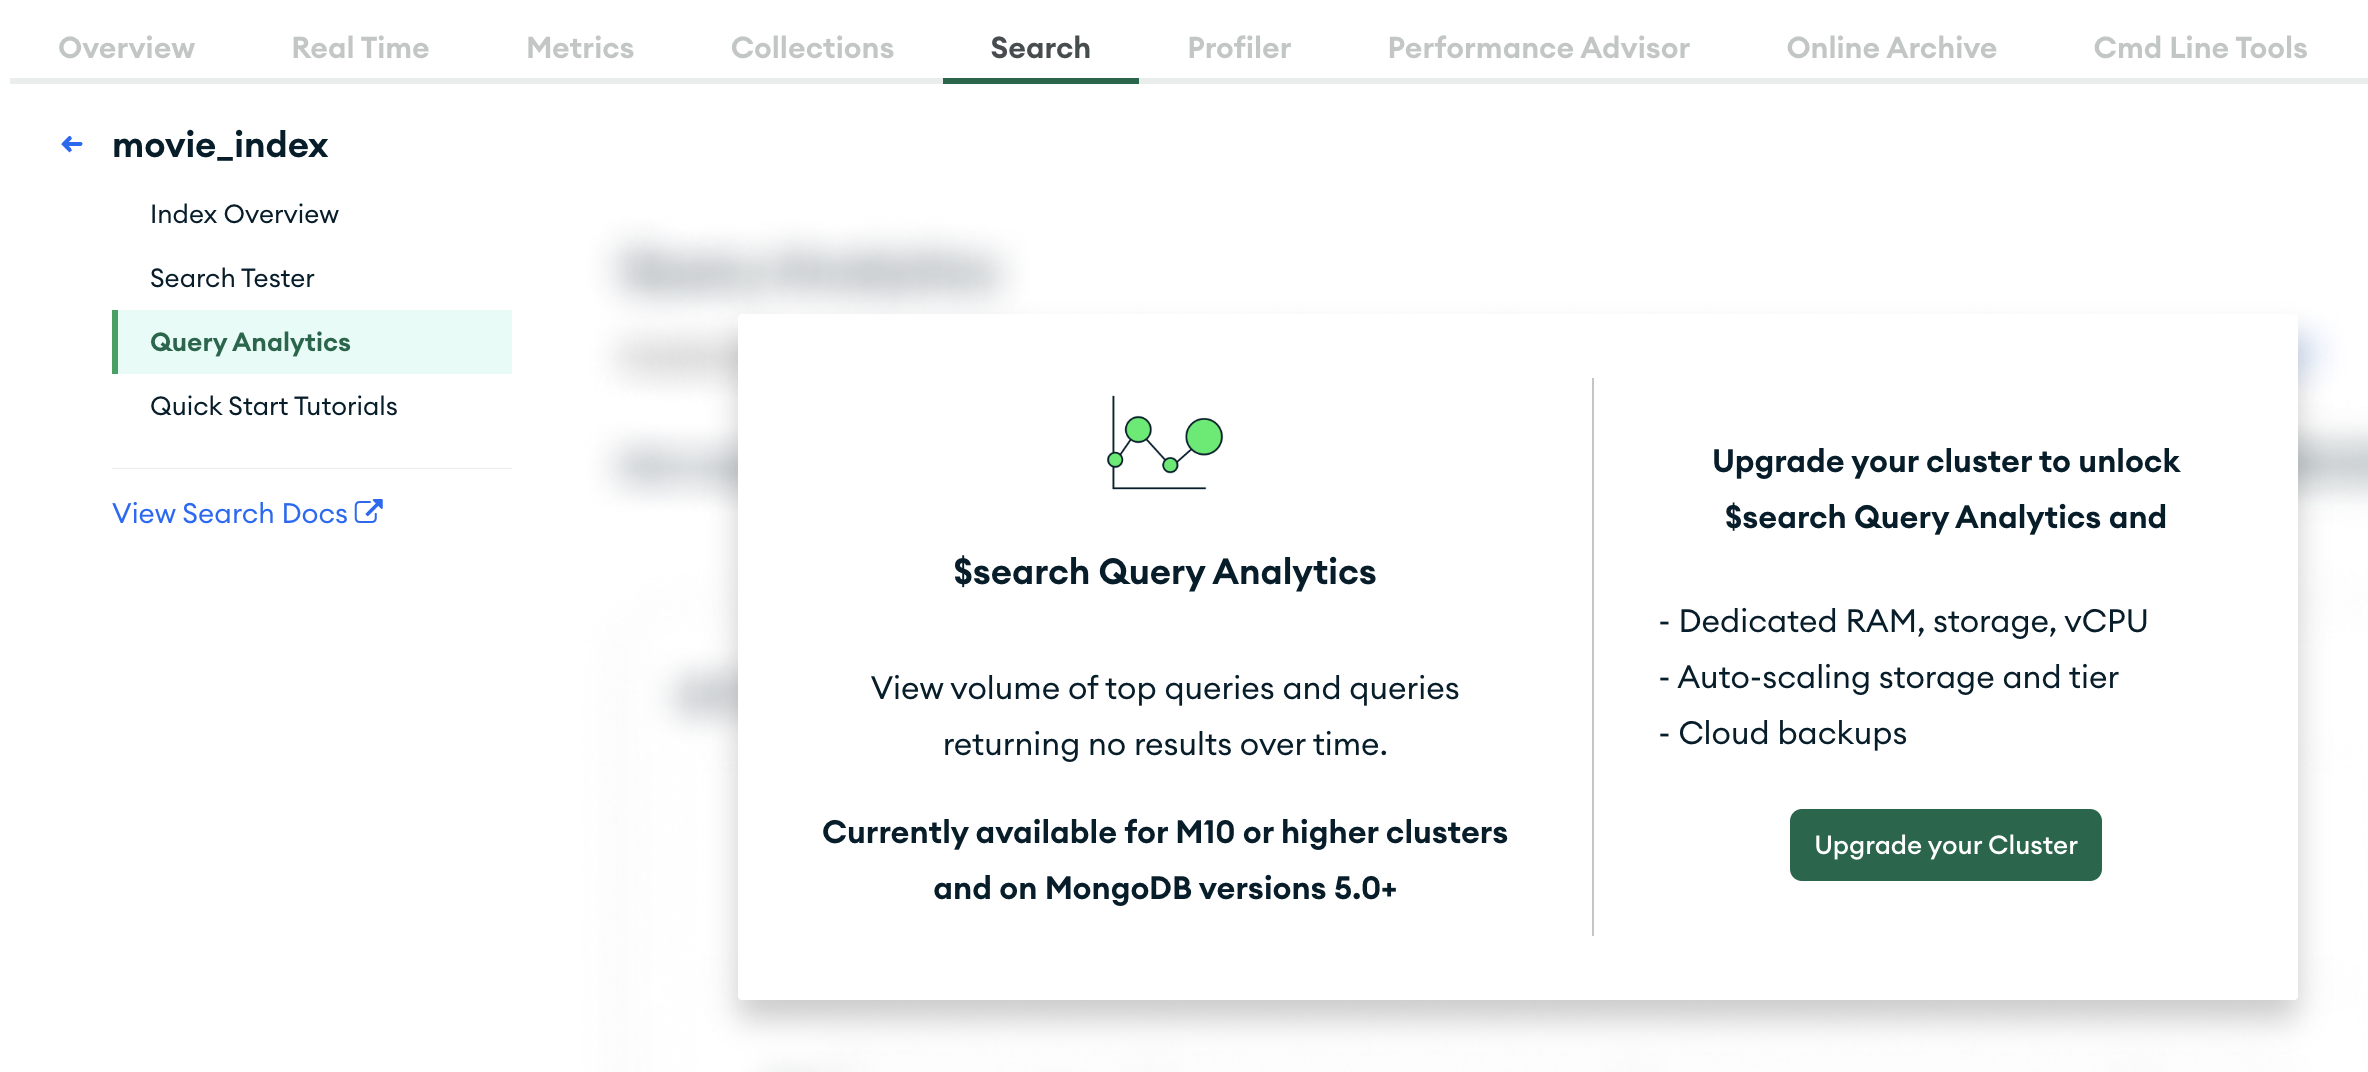 Overview Real Time Metrics Collections Search Profiler Performance Advisor Online Archive Cmd Line Tools
movie_index
Index Overview
Search Tester
Query Analytics
Quick Start Tutorials
View Search Docs
$search Query Analytics
View volume of top queries and queries
returning no results over time.
Currently available for M10 or higher clusters
and on MongoDB versions 5.0+
Upgrade your cluster to unlock
$search Query Analytics and
- Dedicated RAM, storage, vCPU
- Auto-scaling storage and tier
- Cloud backups
Upgrade your Cluster